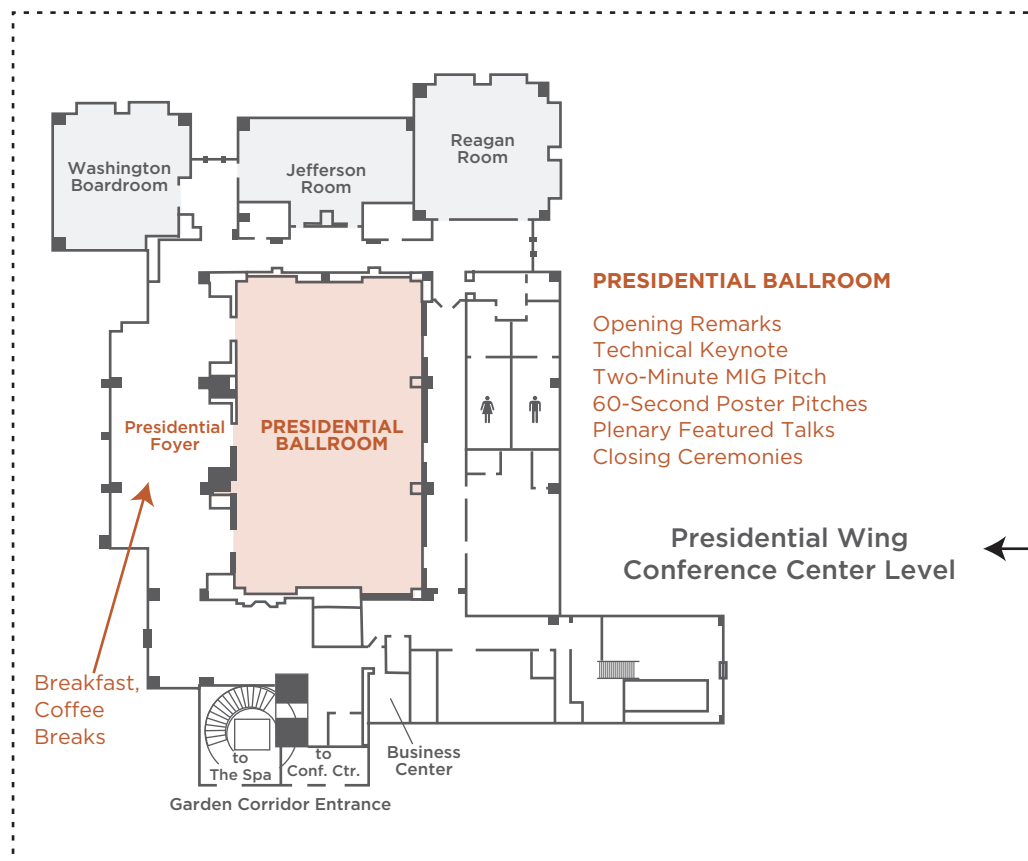 Washington
Boardroom
Jefferson
Room
Reagan
Room
PRESIDENTIAL BALLROOM
Opening Remarks
Technical Keynote
Two-Minute MIG Pitch
60-Second Poster Pitches
Plenary Featured Talks
Closing Ceremonies
Presidential
Foyer
PRESIDENTIAL
BALLROOM
Presidential Wing
Conference Center Level
Breakfast,
Coffee
Breaks
to
The Spa
to
Conf. Ctr.
Business
Center
Garden Corridor Entrance